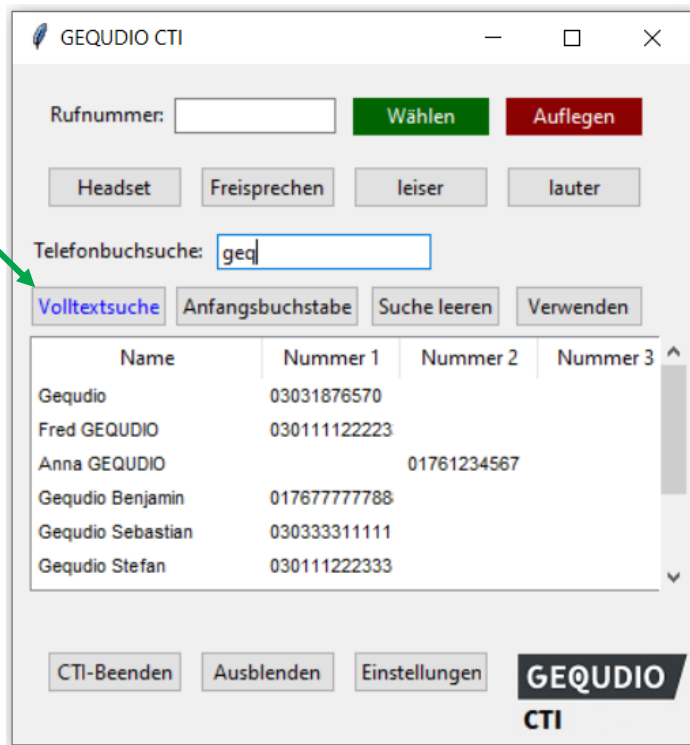 GEQUDIO CTI
Rufnummer: Wählen Auflegen
Headset Freisprechen leiser lauter
Telefonbuchsuche: geq
Volltextsuche Anfangsbuchstabe Suche leeren Verwenden
Name Nummer 1 Nummer 2 Nummer 3
Gequdio 03031876570
Fred GEQUDIO 030111122223
Anna GEQUDIO 01761234567
Gequdio Benjamin 017677777788
Gequdio Sebastian 030333311111
Gequdio Stefan 030111222333
CTI-Beenden Ausblenden Einstellungen GEQUDIO
CTI